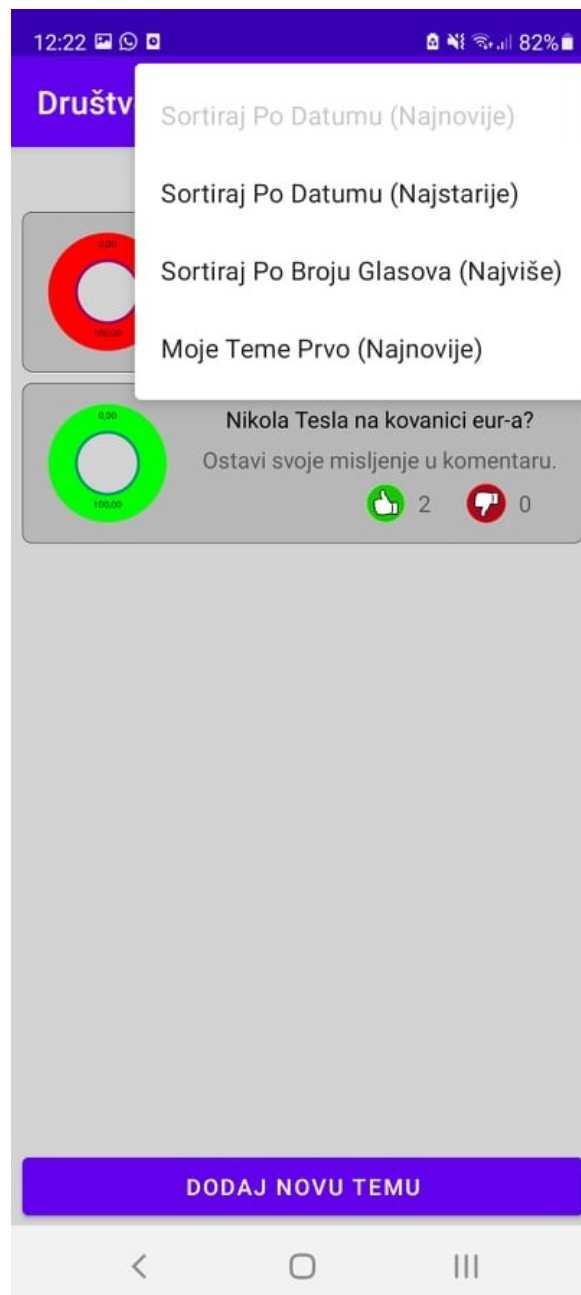 12:22
82%
Društv
Sortiraj Po Datumu (Najnovije)
Sortiraj Po Datumu (Najstarije)
Sortiraj Po Broju Glasova (Najviše)
Moje Teme Prvo (Najnovije)
0,00
100,00
0,00
100,00
Nikola Tesla na kovanici eur-a?
Ostavi svoje misljenje u komentaru.
2
0
DODAJ NOVU TEMU